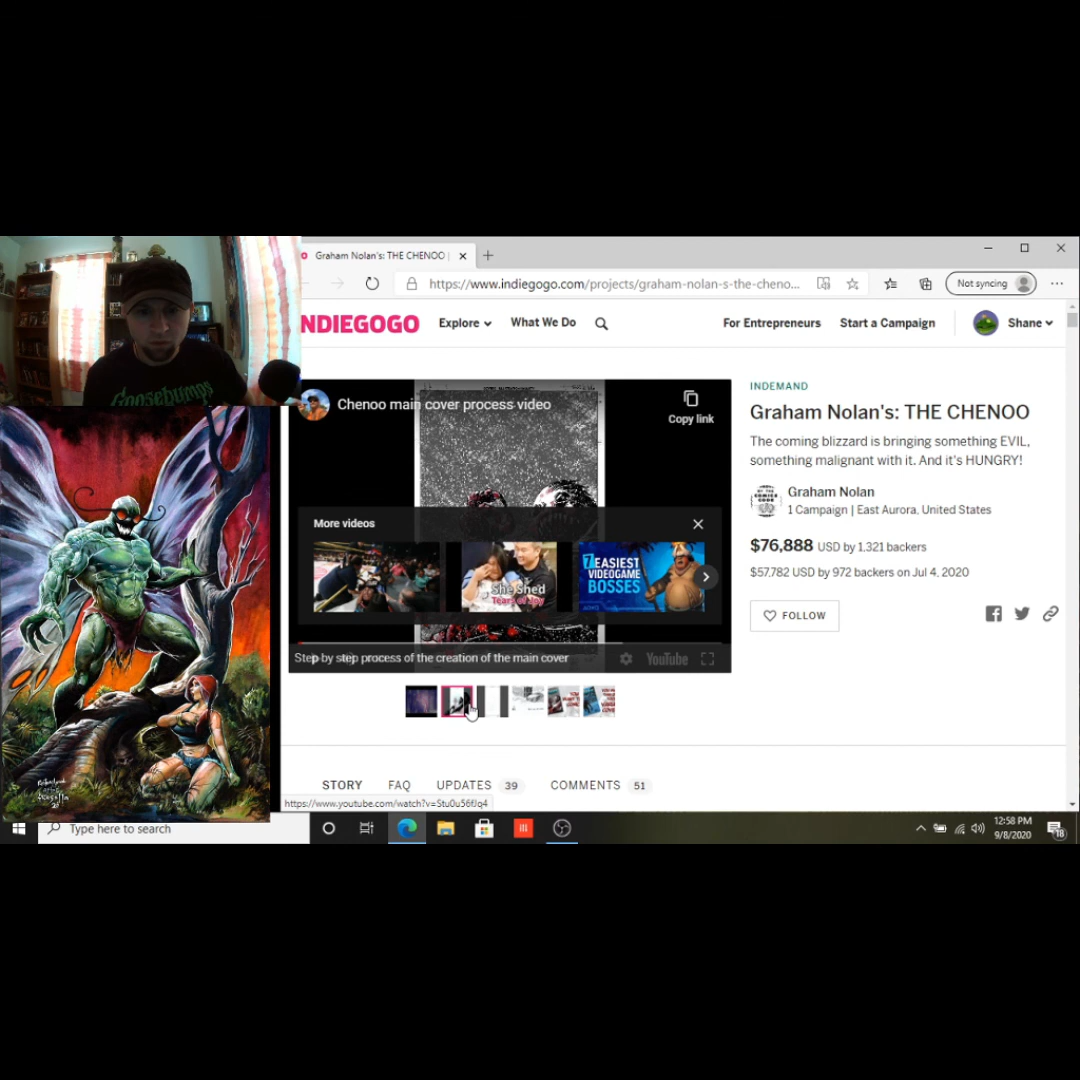 Goosebumps
Graham Nolan's: THE CHENOO
Not syncing
https://www.indiegogo.com/projects/graham-nolan-s-the-cheno...
NDIEGOGO
Explore
What We Do
For Entrepreneurs
Start a Campaign
Shane
Chenoo main cover process video
Copy link
More videos
She Shed
Tears of Joy
7 EASIEST
VIDEOGAME
BOSSES
Step by step process of the creation of the main cover
YouTube
INDEMAND
Graham Nolan's: THE CHENOO
The coming blizzard is bringing something EVIL,
something malignant with it. And it's HUNGRY!
Graham Nolan
1 Campaign | East Aurora, United States
$76,888 USD by 1,321 backers
$57,782 USD by 972 backers on Jul 4, 2020
FOLLOW
STORY
FAQ
UPDATES 39
COMMENTS 51
https://www.youtube.com/watch?v=Stu0u56fJq4
Type here to search
12:58 PM
9/8/2020
18